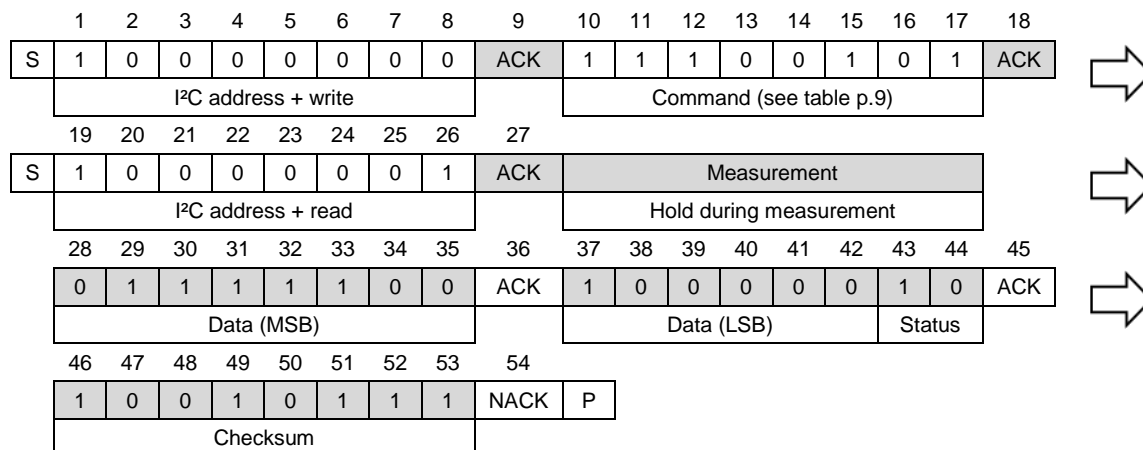 1 2 3 4 5 6 7 8 9 10 11 12 13 14 15 16 17 18
S 1 0 0 0 0 0 0 0 ACK 1 1 1 0 0 1 0 1 ACK
I²C address + write Command (see table p.9)
19 20 21 22 23 24 25 26 27
S 1 0 0 0 0 0 0 1 ACK Measurement
I²C address + read Hold during measurement
28 29 30 31 32 33 34 35 36 37 38 39 40 41 42 43 44 45
0 1 1 1 1 1 0 0 ACK 1 0 0 0 0 0 1 0 ACK
Data (MSB) Data (LSB) Status
46 47 48 49 50 51 52 53 54
1 0 0 1 0 1 1 1 NACK P
Checksum